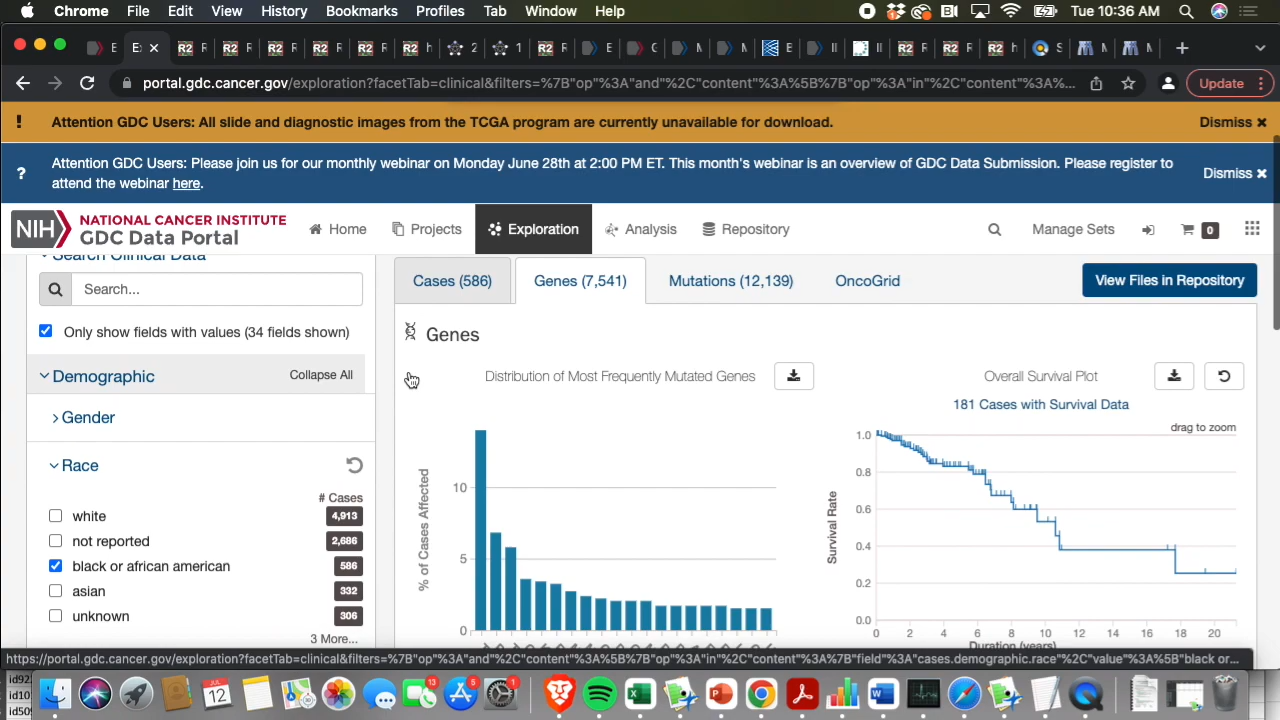 Chrome File Edit View History Bookmarks Profiles Tab Window Help Tue 10:36 AM
portal.gdc.cancer.gov/exploration?facetTab=clinical&filters=%7B"op"%3A"and"%2C"content"%3A%5B%7B"op"%3A"in"%2C"content"%3A%... Update
! Attention GDC Users: All slide and diagnostic images from the TCGA program are currently unavailable for download. Dismiss ×
? Attention GDC Users: Please join us for our monthly webinar on Monday June 28th at 2:00 PM ET. This month's webinar is an overview of GDC Data Submission. Please register to
attend the webinar here. Dismiss ×
NIH NATIONAL CANCER INSTITUTE
GDC Data Portal
Home Projects Exploration Analysis Repository Manage Sets 0
Search Clinical Data
Search...
Only show fields with values (34 fields shown)
Demographic Collapse All
Gender
Race
# Cases
white 4,913
not reported 2,686
black or african american 586
asian 332
unknown 306
3 More...
Cases (586) Genes (7,541) Mutations (12,139) OncoGrid View Files in Repository
Genes
Distribution of Most Frequently Mutated Genes
% of Cases Affected
10
5
0
Overall Survival Plot
181 Cases with Survival Data
drag to zoom
Survival Rate
1.0
0.8
0.6
0.4
0.2
0.0
0 2 4 6 8 10 12 14 16 18 20
Duration (years)
https://portal.gdc.cancer.gov/exploration?facetTab=clinical&filters=%7B"op"%3A"and"%2C"content"%3A%5B%7B"op"%3A"in"%2C"content"%3A%7B"field"%3A"cases.demographic.race"%2C"value"%3A%5B"black or...
JUL
12
13
5
1